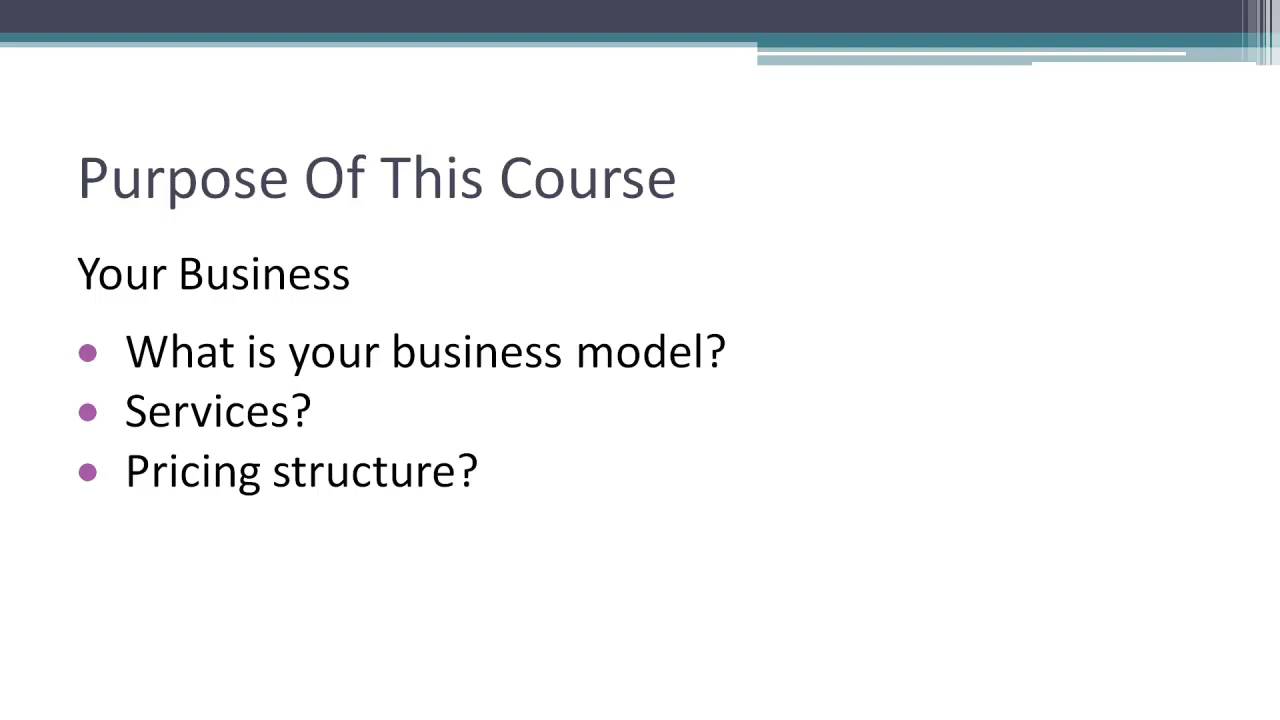 Purpose Of This Course
Your Business
What is your business model?
Services?
Pricing structure?